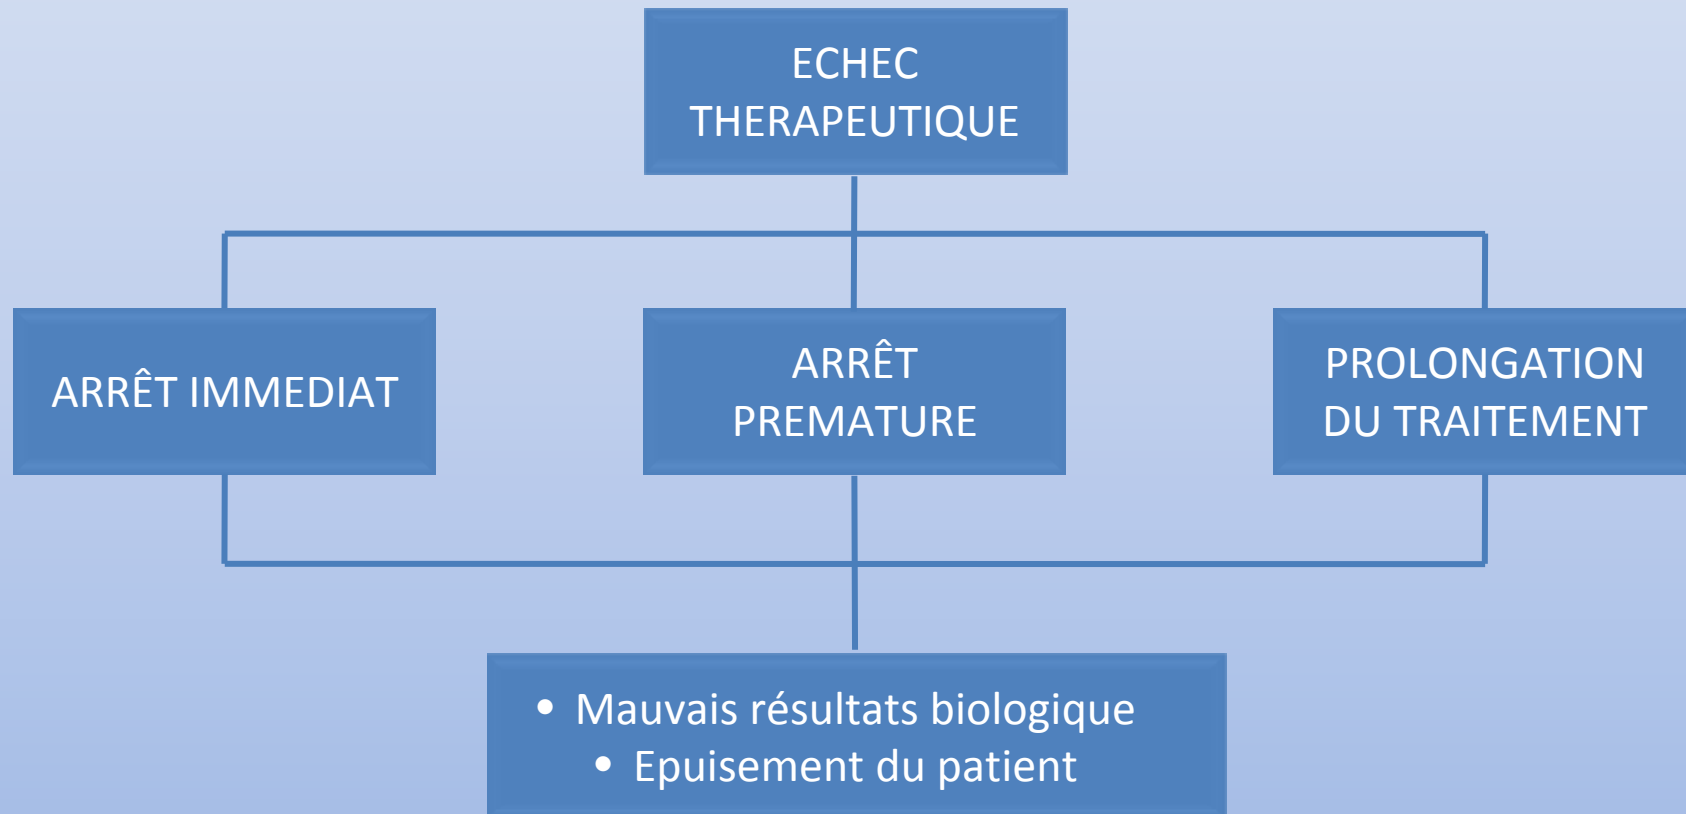 ECHEC
THERAPEUTIQUE
ARRÊT IMMEDIAT
ARRÊT
PREMATURE
PROLONGATION
DU TRAITEMENT
• Mauvais résultats biologique
• Epuisement du patient